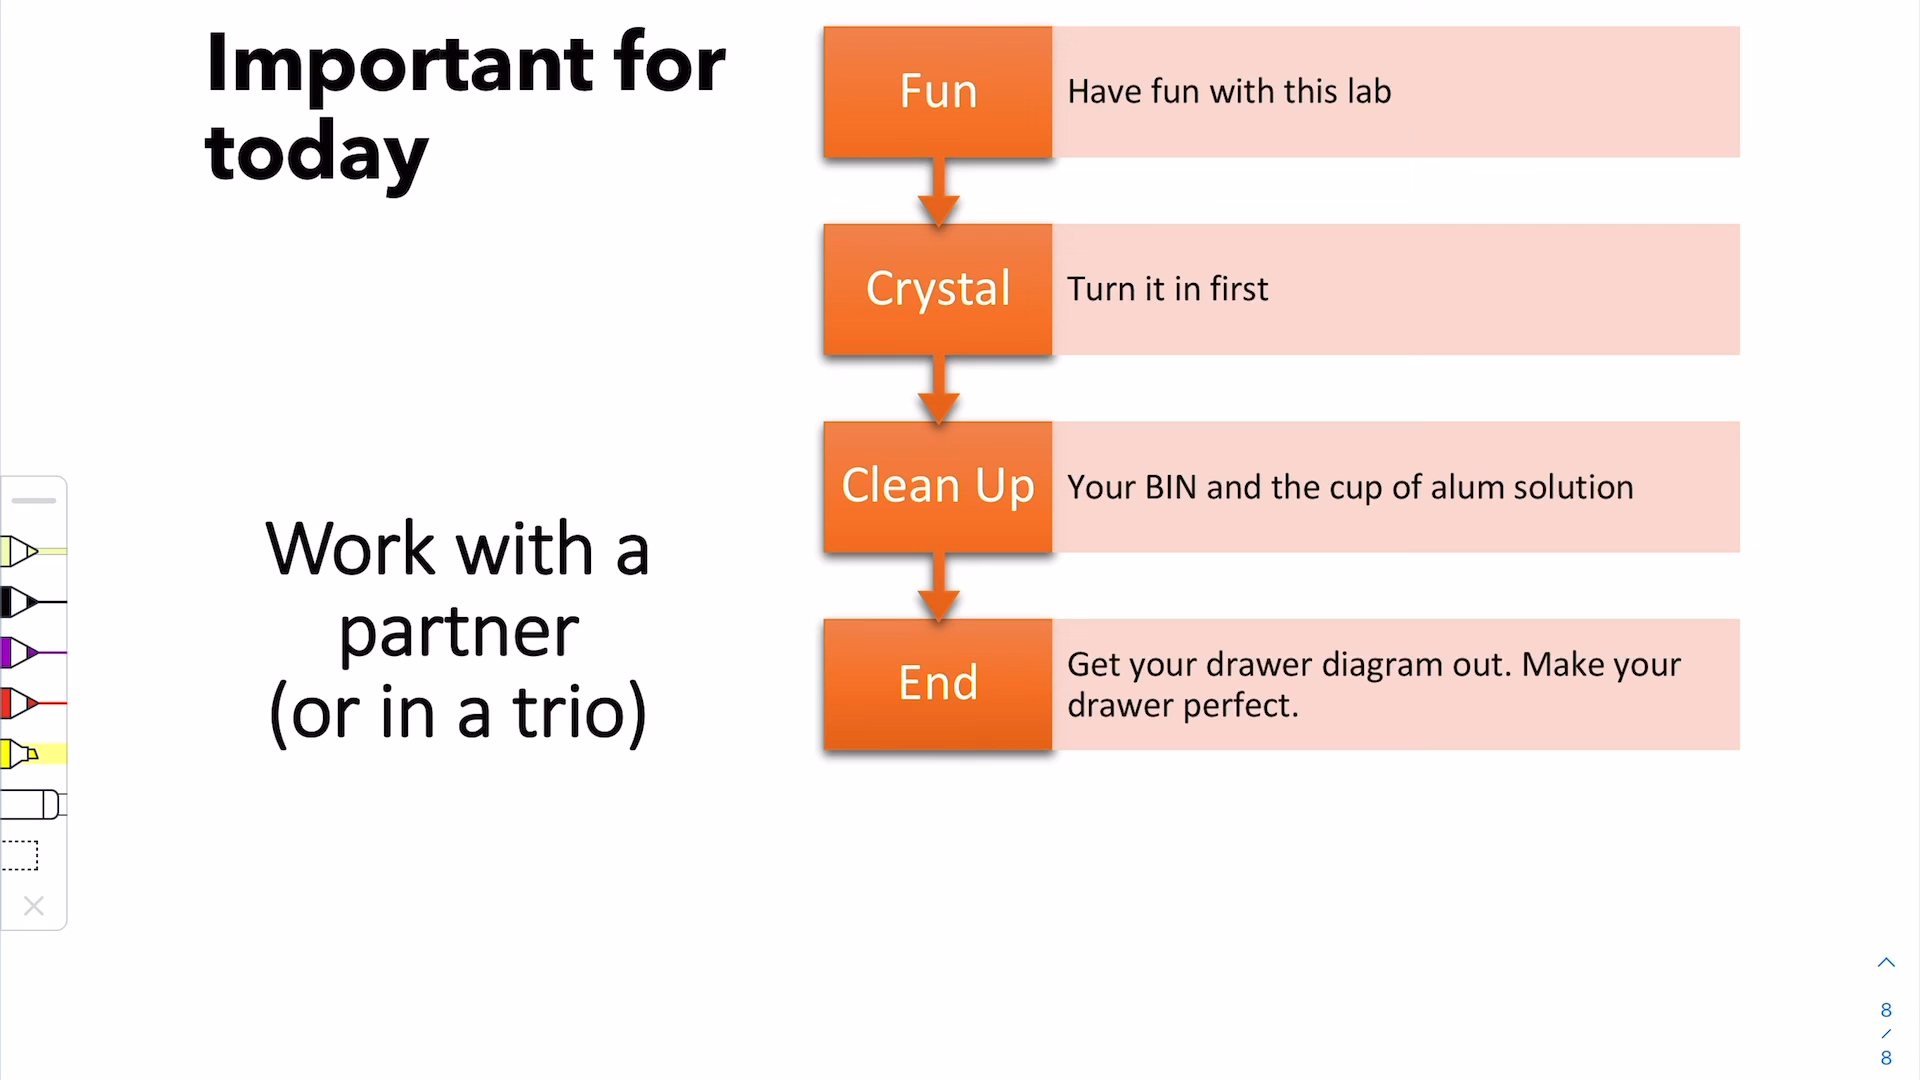 Important for
today
Work with a
partner
(or in a trio)
Fun
Have fun with this lab
Crystal
Turn it in first
Clean Up
Your BIN and the cup of alum solution
End
Get your drawer diagram out. Make your
drawer perfect.
8
/
8